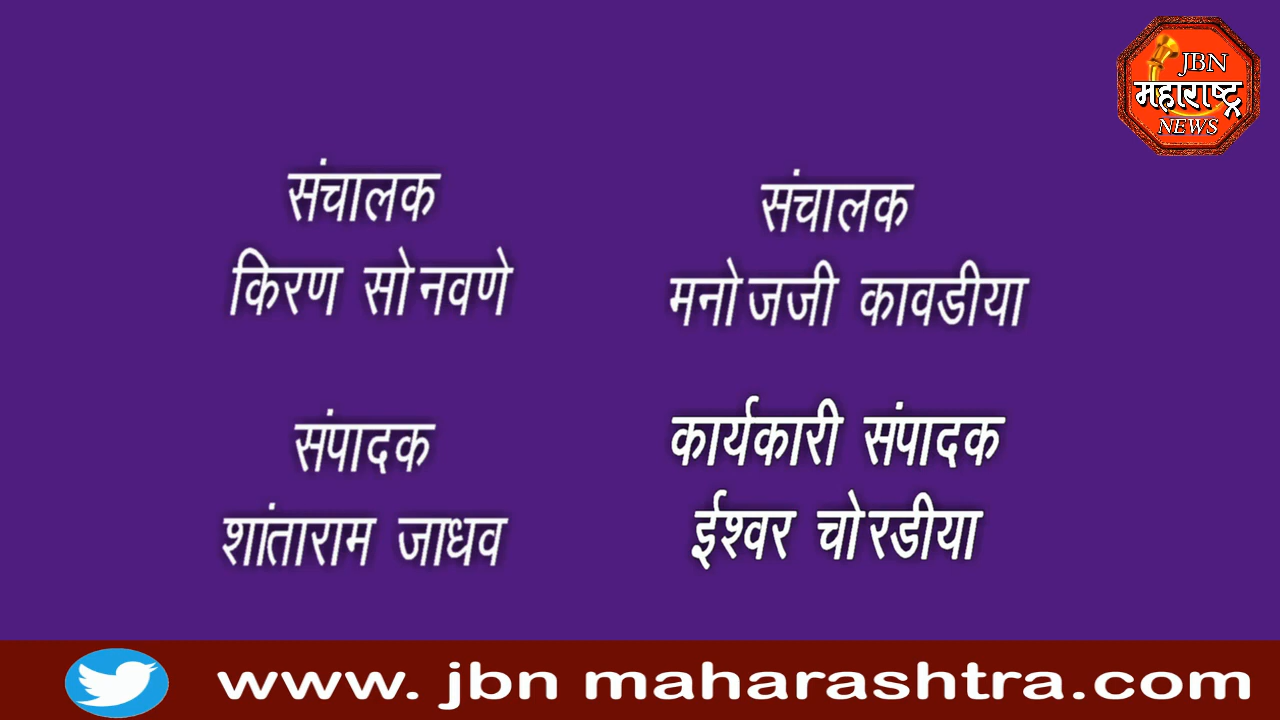 JBN
महाराष्ट्र
NEWS
संचालक
किरण सोनवणे
संचालक
मनोजजी कावडीया
संपादक
शांताराम जाधव
कार्यकारी संपादक
ईश्वर चोरडीया
www. jbn maharashtra.com